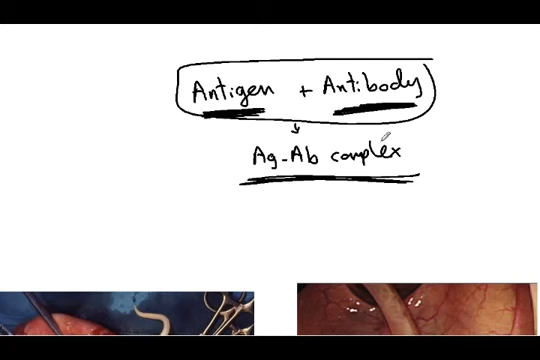 Antigen + Antibody
↓
Ag-Ab complex